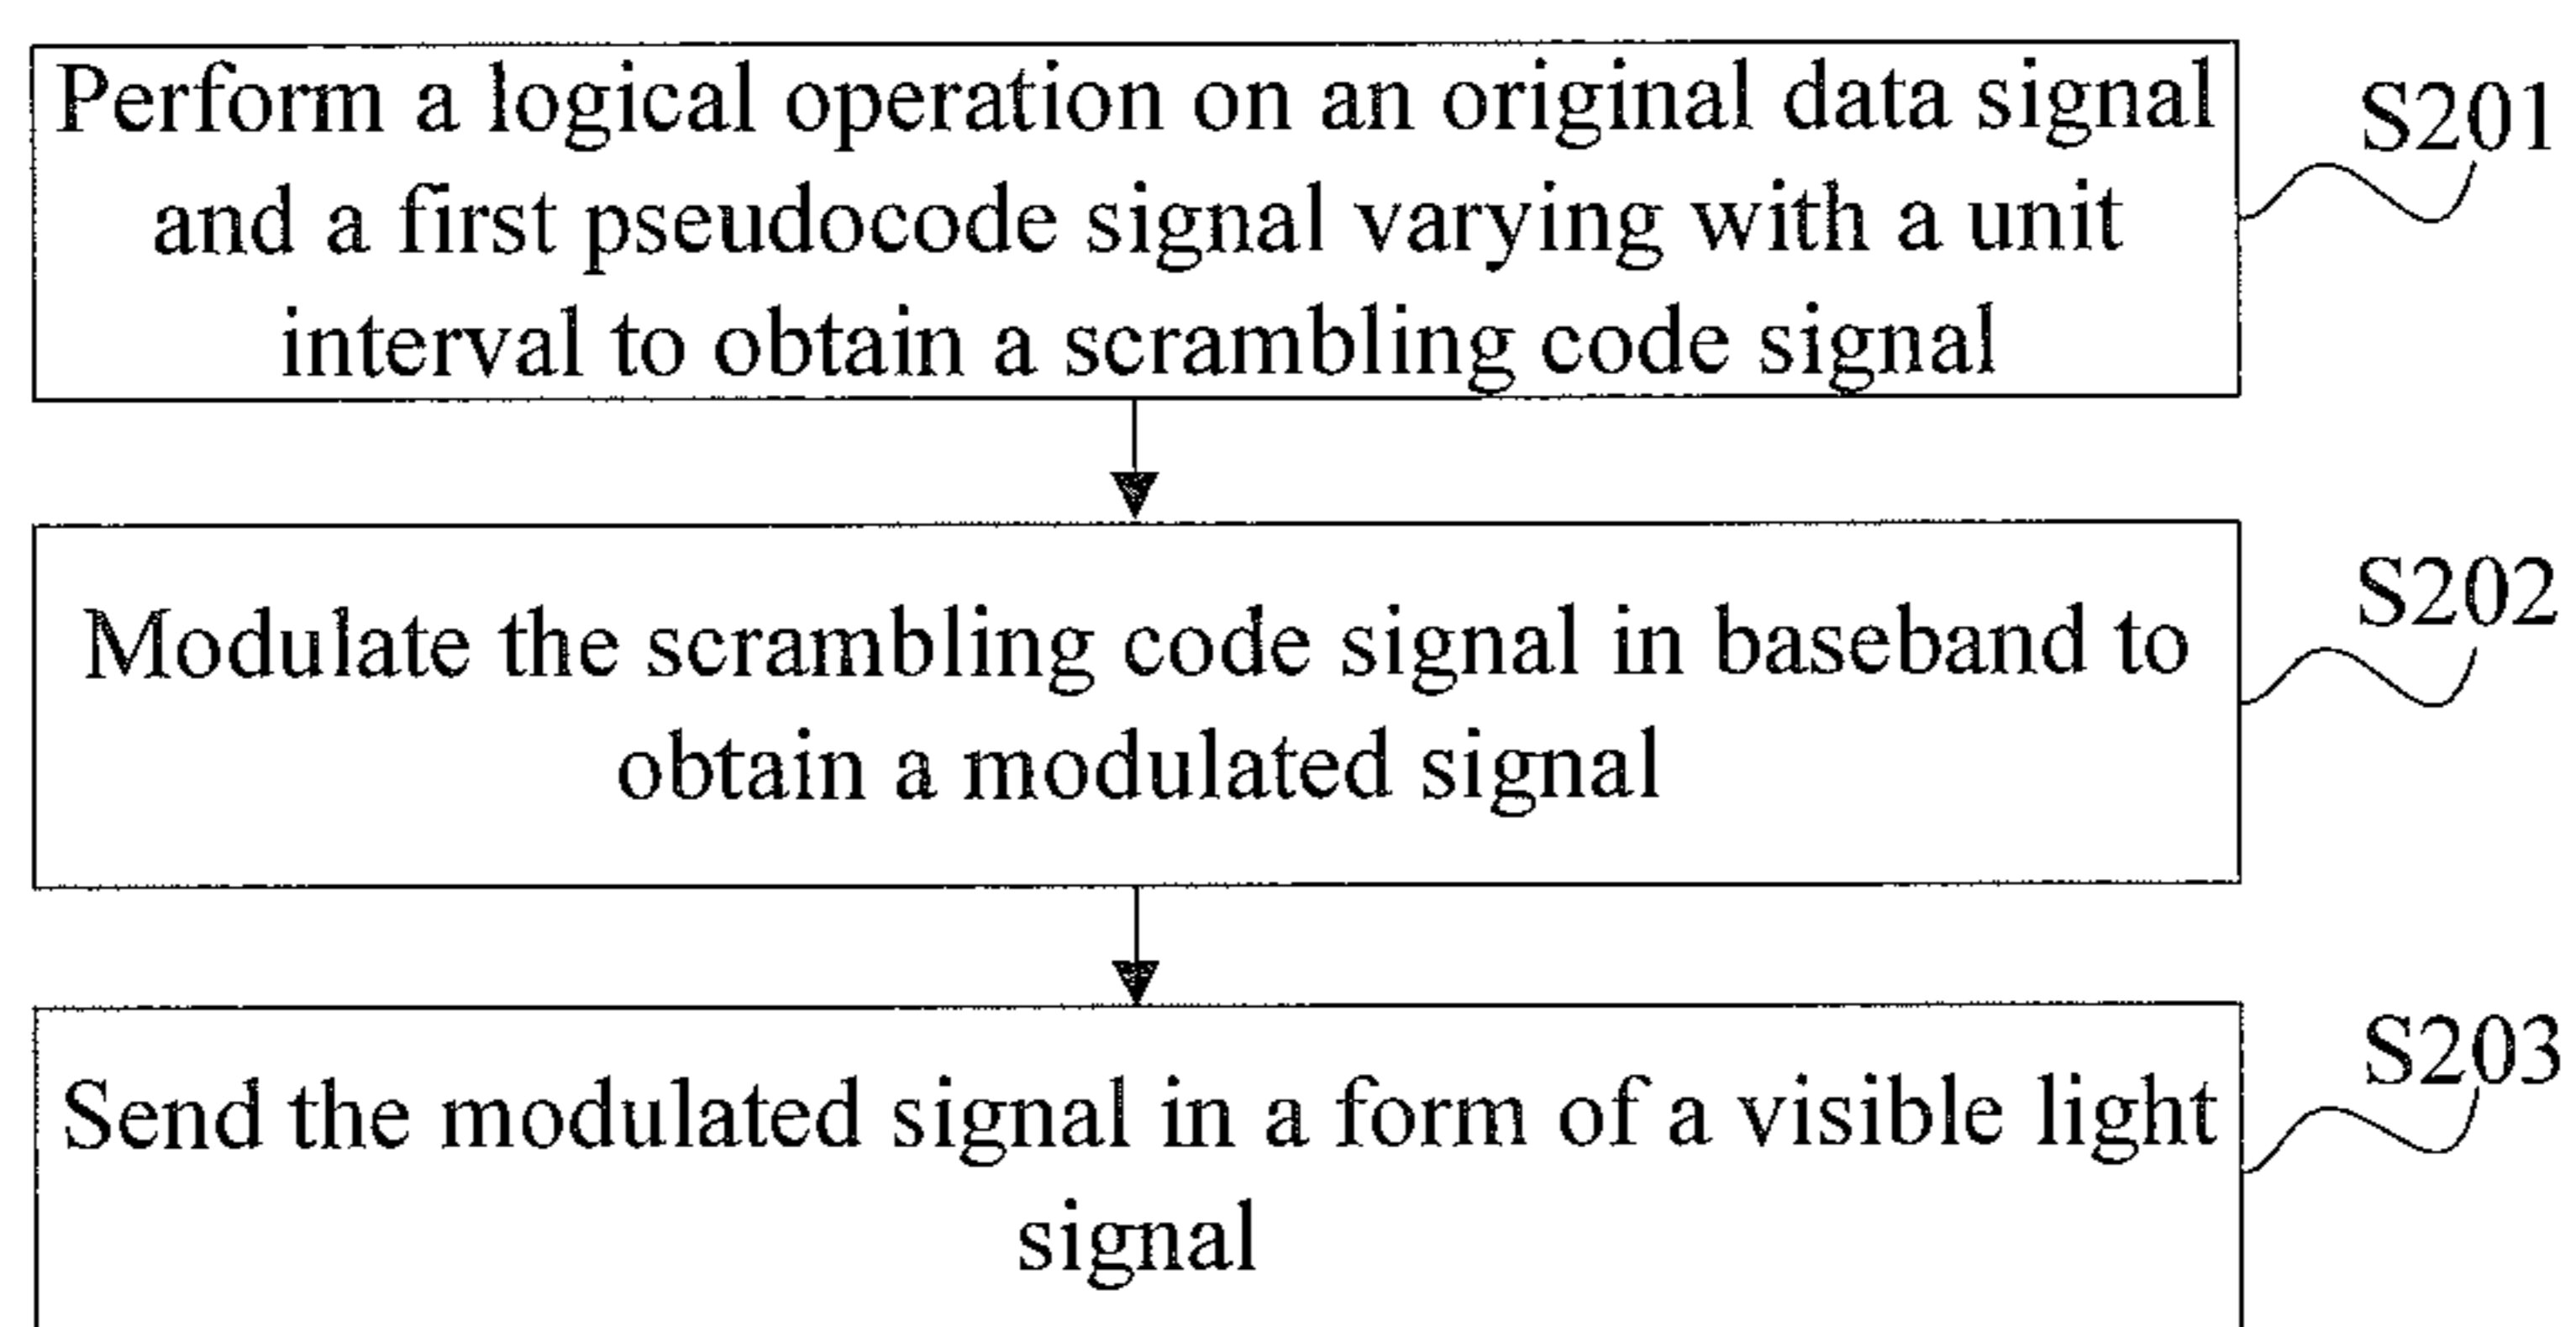 Perform a logical operation on an original data signal
and a first pseudocode signal varying with a unit
interval to obtain a scrambling code signal
S201
Modulate the scrambling code signal in baseband to
obtain a modulated signal
S202
Send the modulated signal in a form of a visible light
signal
S203